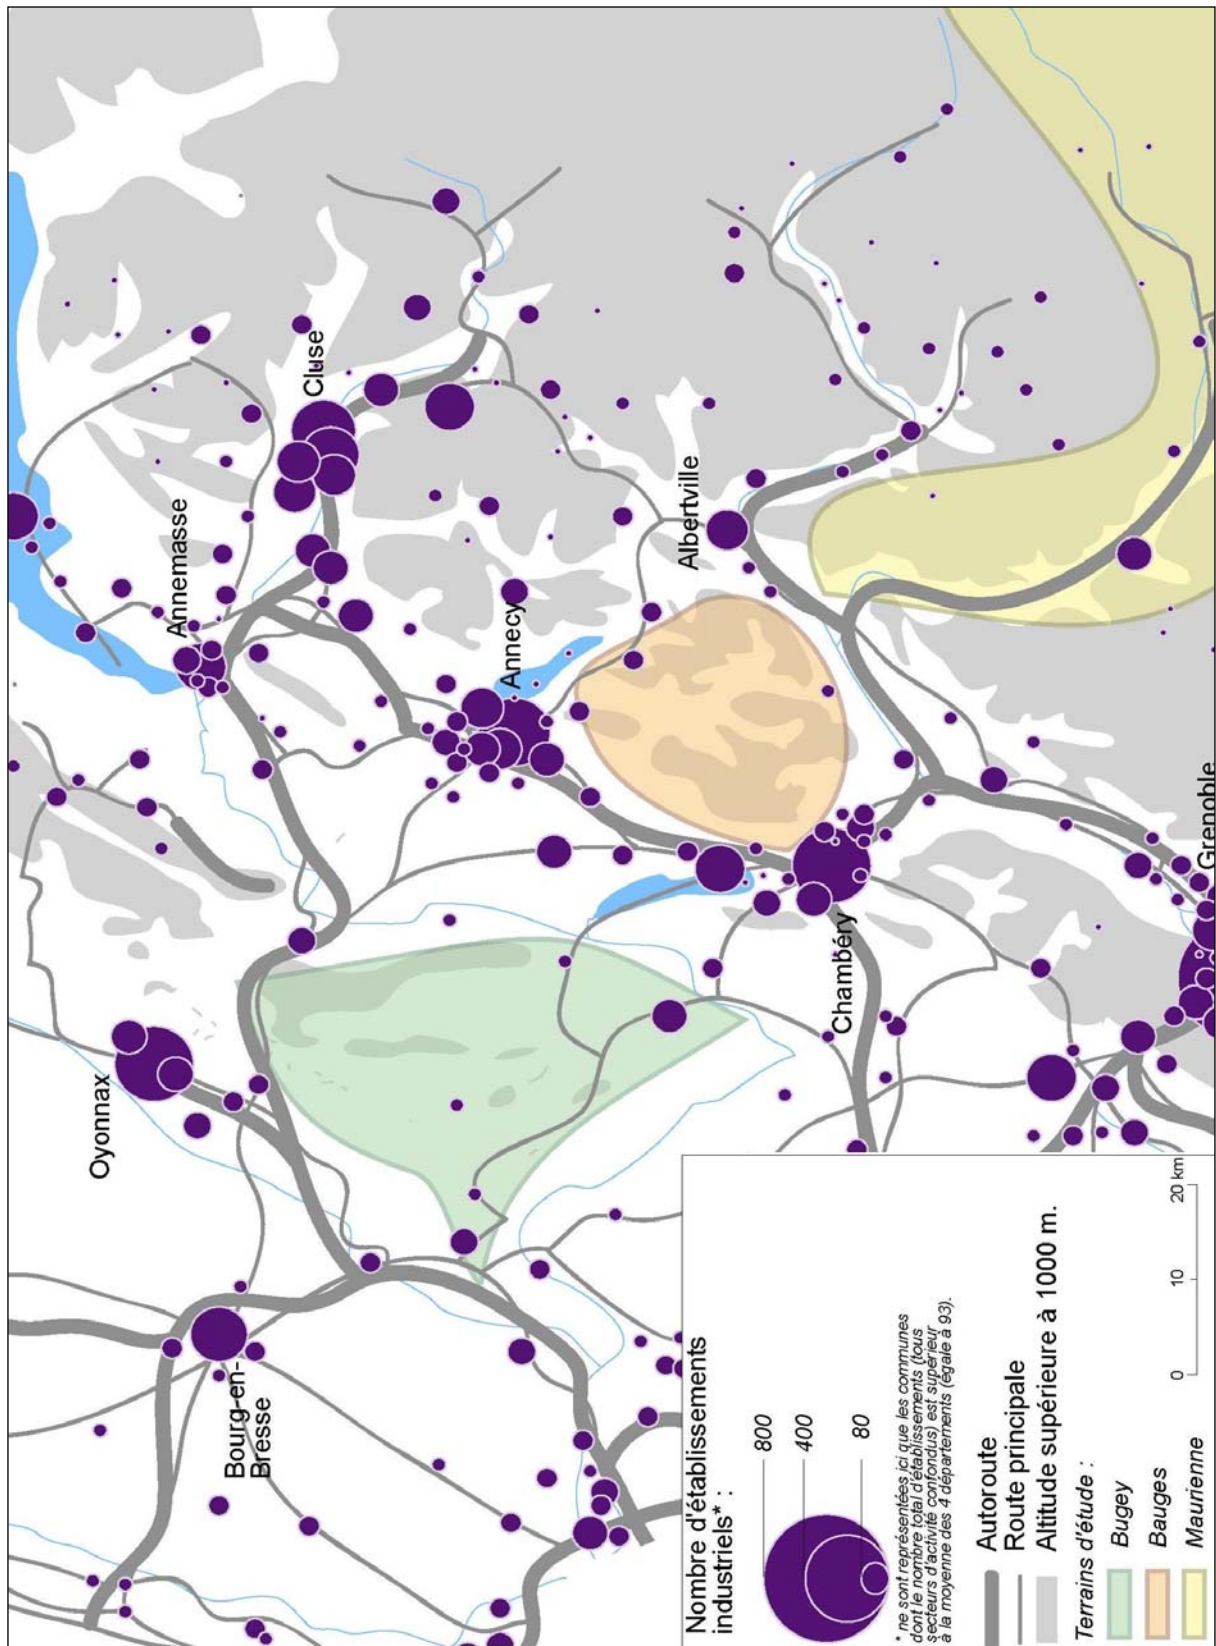 Oyonnax
Annemasse
Cluse
Bourg-en-
Bresse
Annecy
Albertville
Chambéry
Grenoble
Nombre d'établissements
industriels* :
800
400
80
* ne sont représentées ici que les communes
dont le nombre total d'établissements (tous
secteurs d'activité confondus) est supérieur
à la moyenne des 4 départements (égale à 93).
Autoroute
Route principale
Altitude supérieure à 1000 m.
Terrains d'étude :
Bugey
Bauges
Maurienne
0 10 20 km